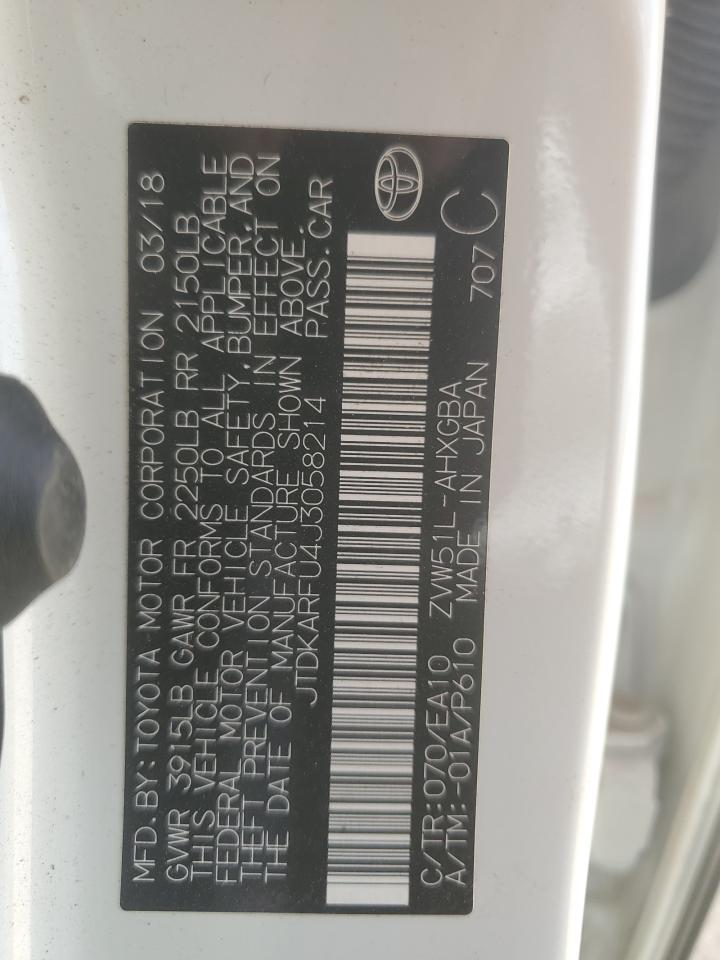 MFD.BY:TOYOTA MOTOR CORPORATION 03/18
GVWR 3915LB GAWR FR 2250LB RR 2150LB
THIS VEHICLE CONFORMS TO ALL APPLICABLE
FEDERAL MOTOR VEHICLE SAFETY,BUMPER,AND
THEFT PREVENTION STANDARDS IN EFFECT ON
THE DATE OF MANUFACTURE SHOWN ABOVE.
JTDKARFU4J3058214 PASS.CAR
C/TR:070/EA10 ZVW51L-AHXGBA 707 C
A/TM:-01A/P610 MADE IN JAPAN